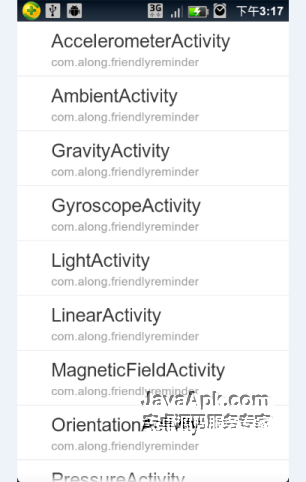 3G 下午3:17
AccelerometerActivity
com.along.friendlyreminder
AmbientActivity
com.along.friendlyreminder
GravityActivity
com.along.friendlyreminder
GyroscopeActivity
com.along.friendlyreminder
LightActivity
com.along.friendlyreminder
LinearActivity
com.along.friendlyreminder
MagneticFieldActivity
com.along.friendlyreminder
JavaApk.com
OrientationActivity
安卓源码服务专家
com.along.friendlyreminder
PressureActivity